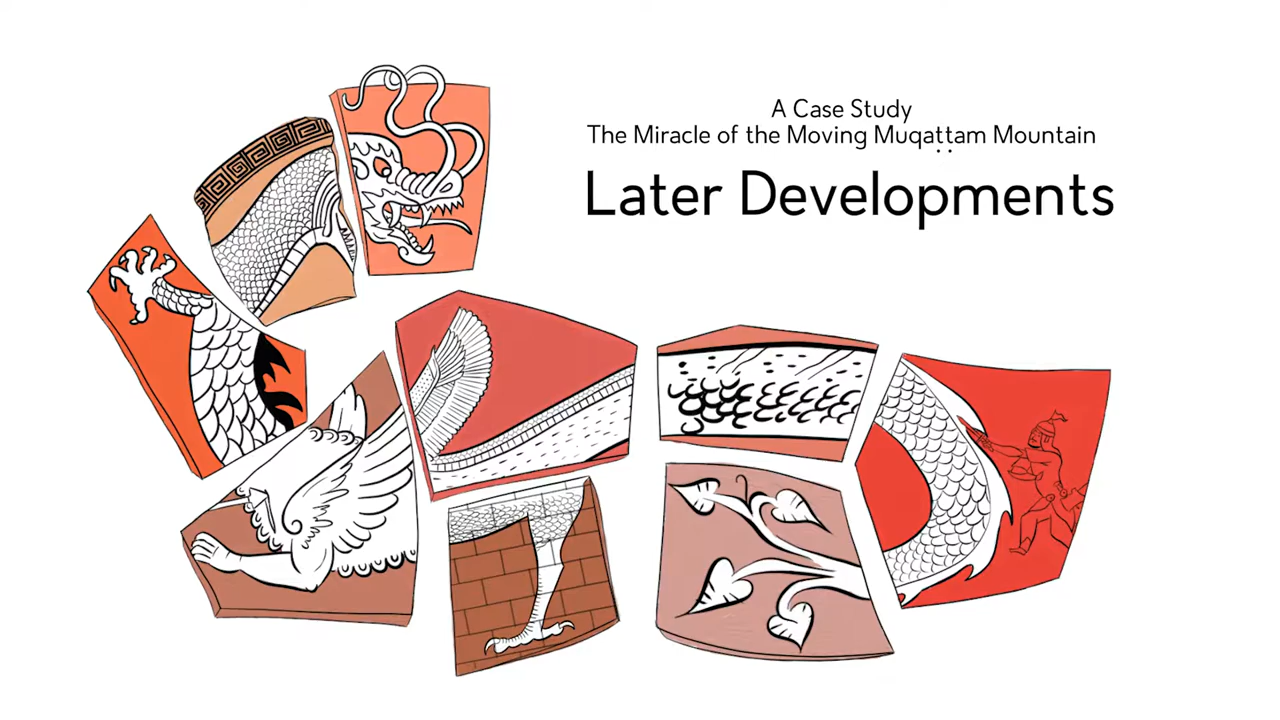 A Case Study
The Miracle of the Moving Muqaṭṭam Mountain
Later Developments